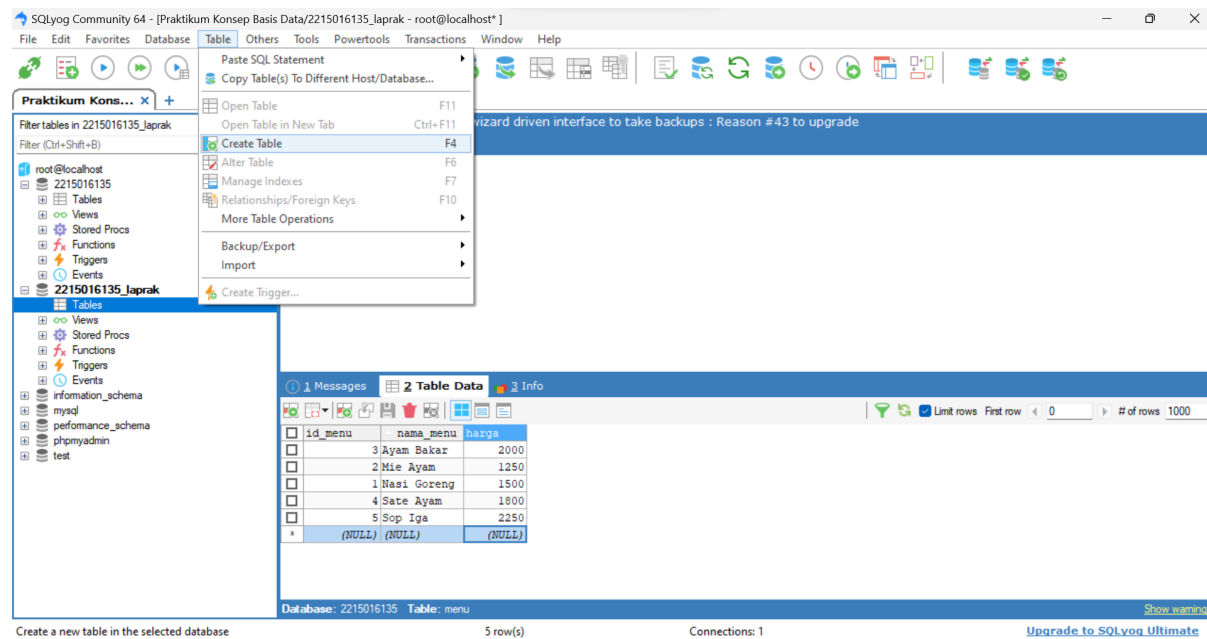 SQLyog Community 64 - [Praktikum Konsep Basis Data/2215016135_laprak - root@localhost* ]
File Edit Favorites Database Table Others Tools Powertools Transactions Window Help
Praktikum Kons...
Filter tables in 2215016135_laprak
Filter (Ctrl+Shift+B)
root@localhost
2215016135
Tables
Views
Stored Procs
Functions
Triggers
Events
2215016135_laprak
Tables
Views
Stored Procs
Functions
Triggers
Events
information_schema
mysql
performance_schema
phpmyadmin
test
Paste SQL Statement
Copy Table(s) To Different Host/Database...
Open Table F11
Open Table in New Tab Ctrl+F11
Create Table F4
Alter Table F6
Manage Indexes F7
Relationships/Foreign Keys F10
More Table Operations
Backup/Export
Import
Create Trigger...
wizard driven interface to take backups : Reason #43 to upgrade
1 Messages 2 Table Data 3 Info
Limit rows First row 0 # of rows 1000
id_menu nama_menu harga
3 Ayam Bakar 2000
2 Mie Ayam 1250
1 Nasi Goreng 1500
4 Sate Ayam 1800
5 Sop Iga 2250
* (NULL) (NULL) (NULL)
Database: 2215016135 Table: menu Show warning
Create a new table in the selected database 5 row(s) Connections: 1 Upgrade to SQLyog Ultimate